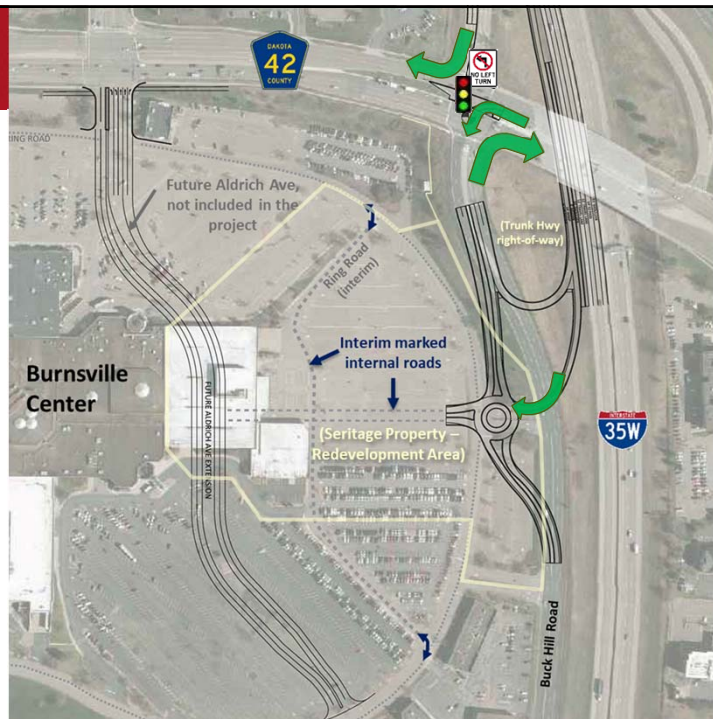 DAKOTA
42
COUNTY
NO LEFT
TURN
RING ROAD
Future Aldrich Ave,
not included in the
project
(Trunk Hwy
right-of-way)
Ring Road
(interim)
Interim marked
internal roads
Burnsville
Center
FUTURE ALDRICH AVE EXTENSION
(Seritage Property –
Redevelopment Area)
INTERSTATE
35W
Buck Hill Road